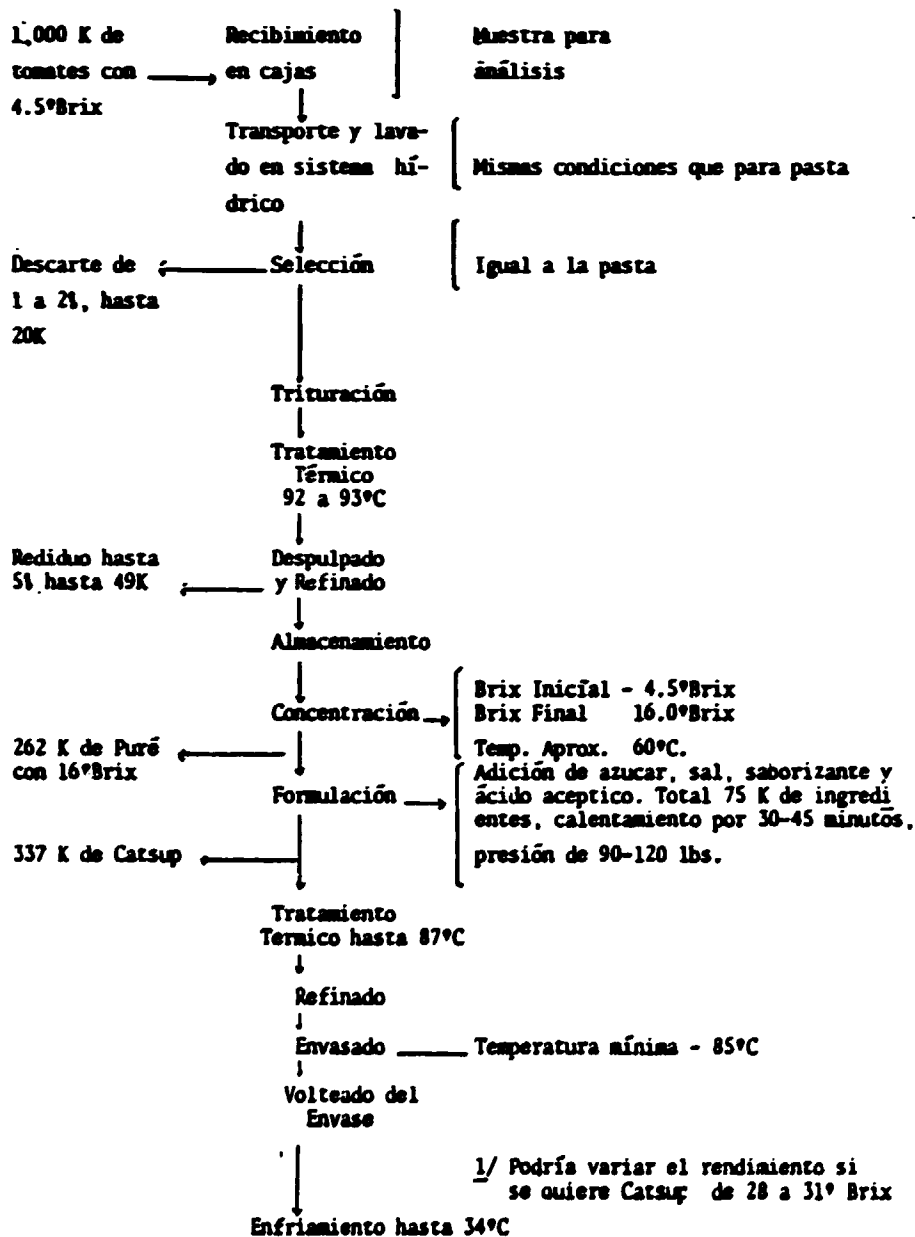 1,000 K de
tomates con
4.5°Brix
Recibimiento
en cajas
Muestra para
análisis
Transporte y lava-
do en sistema hí-
drico
Mismas condiciones que para pasta
Descarte de
1 a 2%, hasta
20K
Selección
Igual a la pasta
Trituración
Tratamiento
Térmico
92 a 93°C
Rediduo hasta
5% hasta 49K
Despulpado
y Refinado
Almacenamiento
Concentración
Brix Inicíal - 4.5°Brix
Brix Final 16.0°Brix
Temp. Aprox. 60°C.
262 K de Puré
con 16°Brix
Formulación
Adición de azucar, sal, saborizante y
ácido aceptico. Total 75 K de ingredi
entes, calentamiento por 30-45 minutos,
presión de 90-120 lbs.
337 K de Catsup
Tratamiento
Termico hasta 87°C
Refinado
Envasado
Temperatura mínima - 85°C
Volteado del
Envase
1/ Podría variar el rendimiento si
se quiere Catsup de 28 a 31° Brix
Enfriamiento hasta 34°C